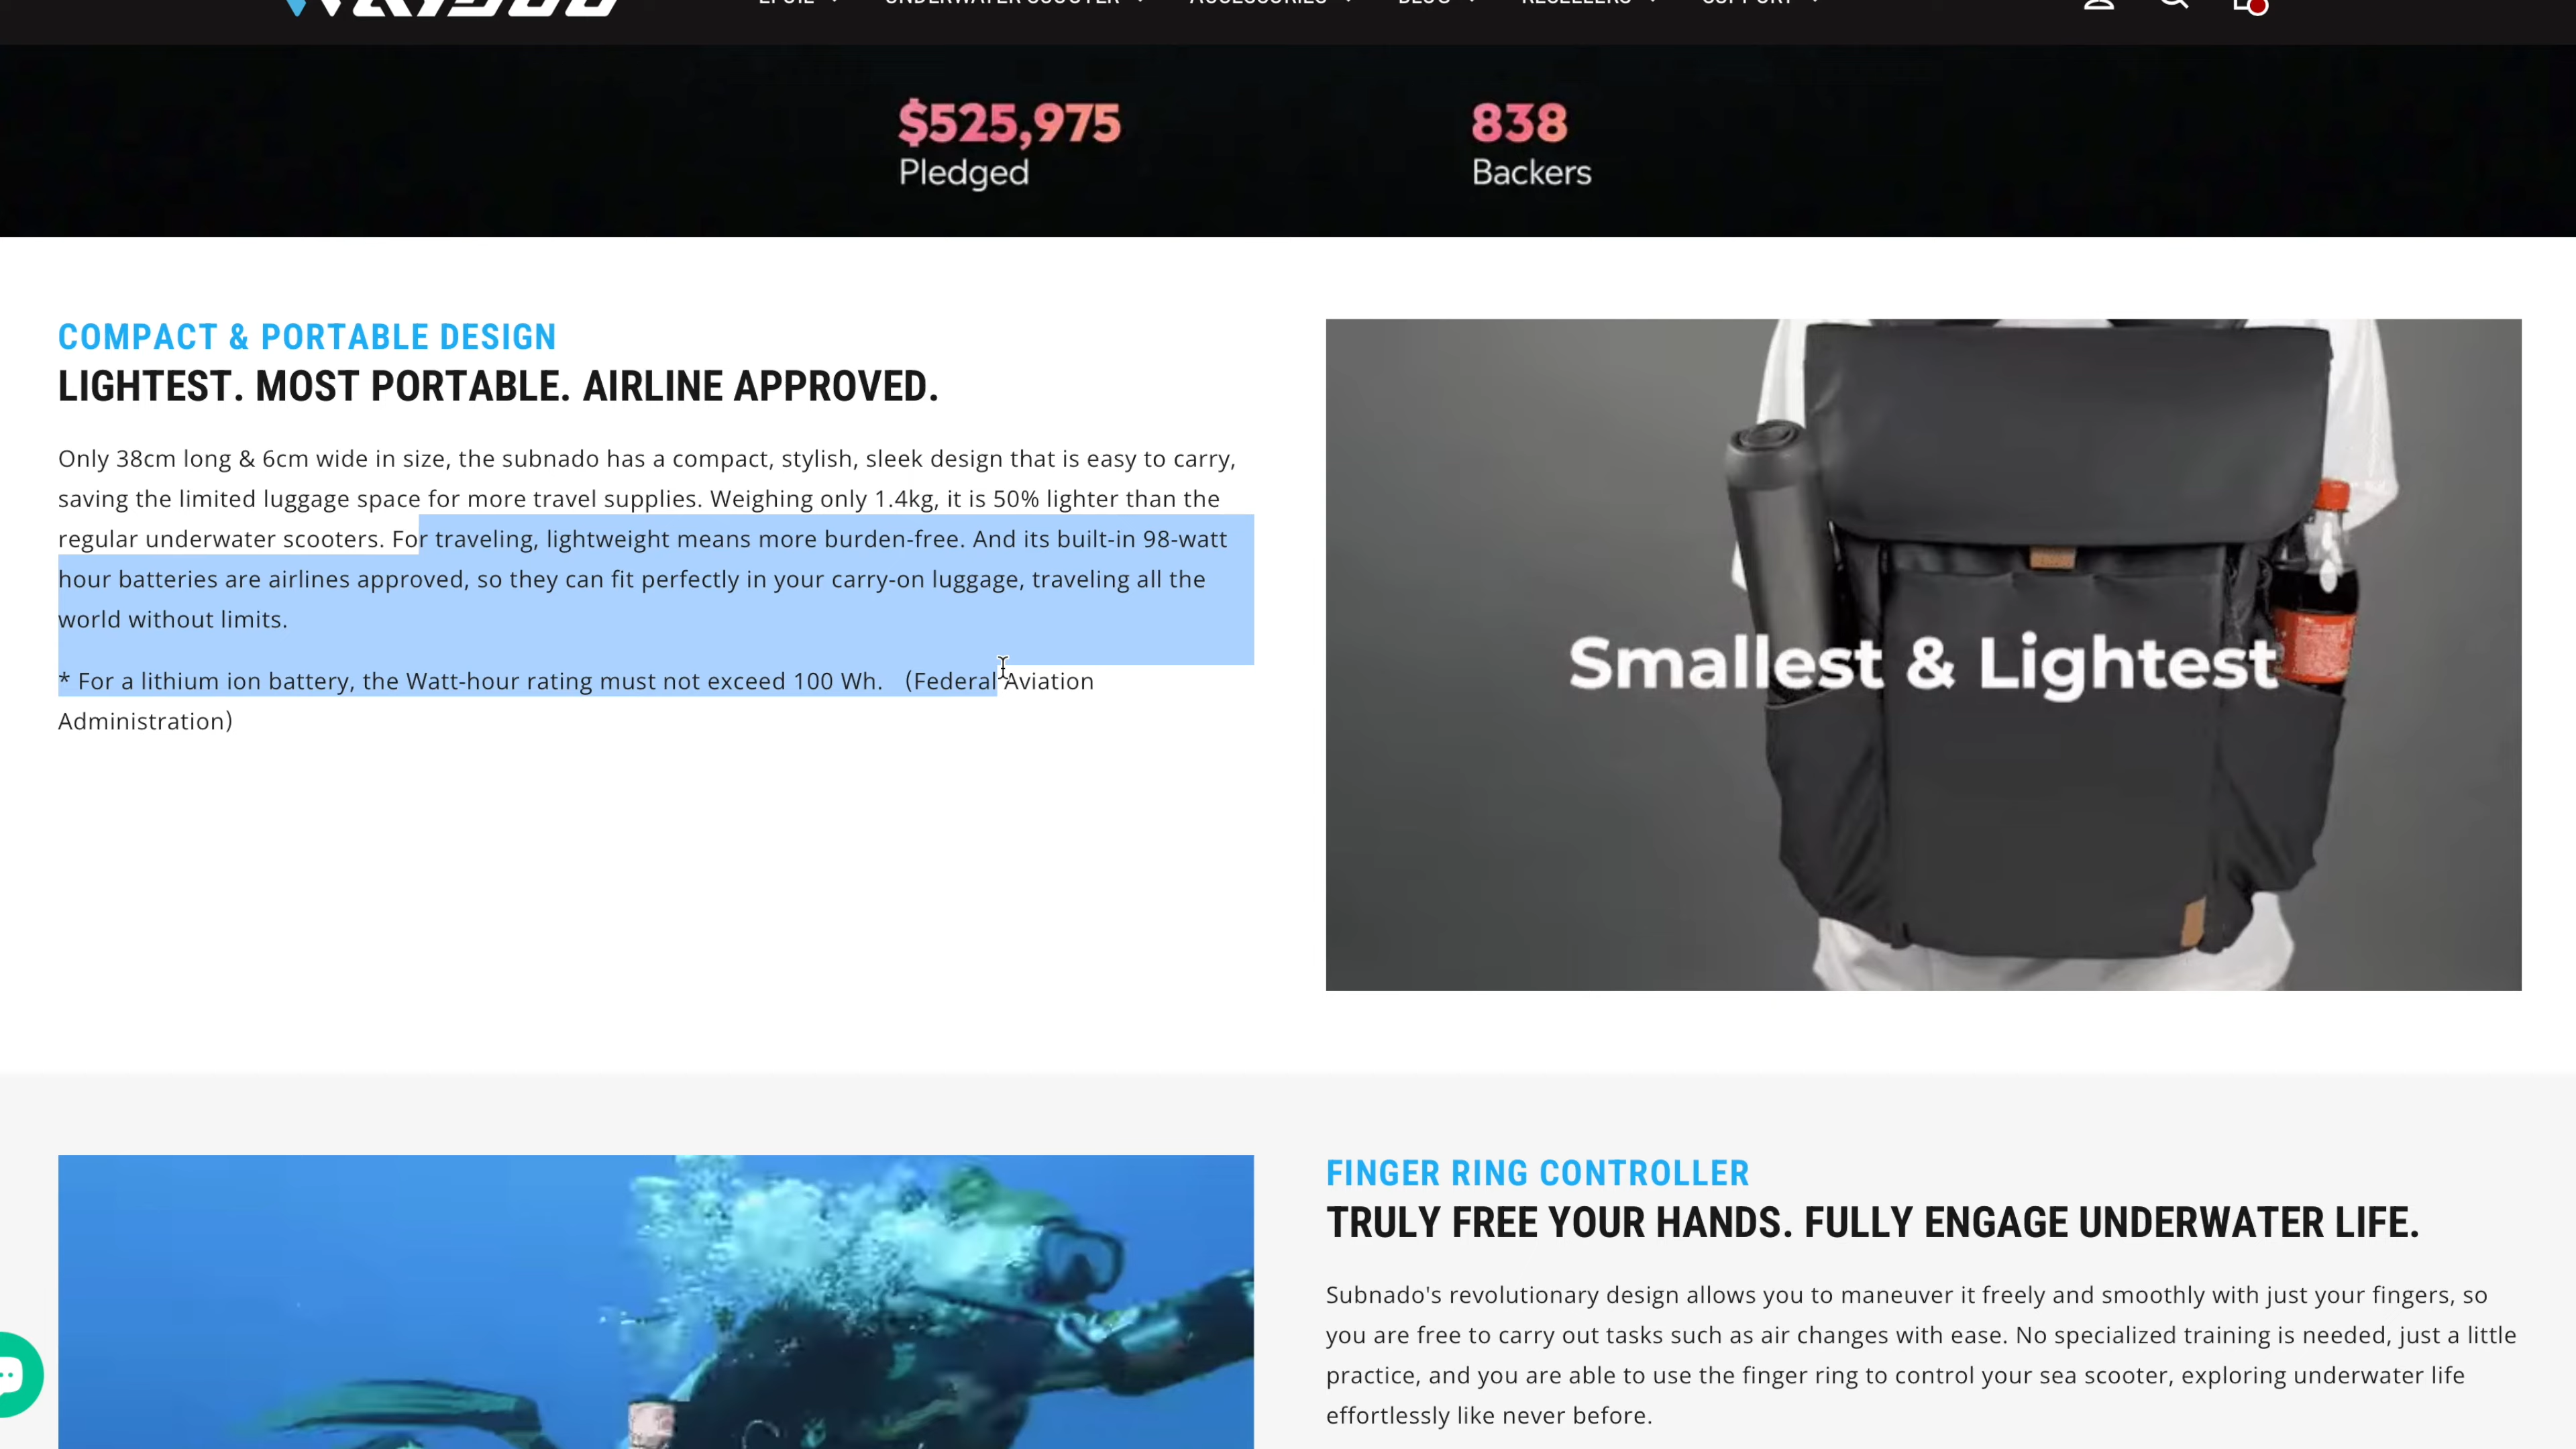 $525,975
Pledged
838
Backers
COMPACT & PORTABLE DESIGN
LIGHTEST. MOST PORTABLE. AIRLINE APPROVED.
Only 38cm long & 6cm wide in size, the subnado has a compact, stylish, sleek design that is easy to carry,
saving the limited luggage space for more travel supplies. Weighing only 1.4kg, it is 50% lighter than the
regular underwater scooters. For traveling, lightweight means more burden-free. And its built-in 98-watt
hour batteries are airlines approved, so they can fit perfectly in your carry-on luggage, traveling all the
world without limits.
* For a lithium ion battery, the Watt-hour rating must not exceed 100 Wh. （Federal Aviation
Administration）
Smallest & Lightest
FINGER RING CONTROLLER
TRULY FREE YOUR HANDS. FULLY ENGAGE UNDERWATER LIFE.
Subnado's revolutionary design allows you to maneuver it freely and smoothly with just your fingers, so
you are free to carry out tasks such as air changes with ease. No specialized training is needed, just a little
practice, and you are able to use the finger ring to control your sea scooter, exploring underwater life
effortlessly like never before.